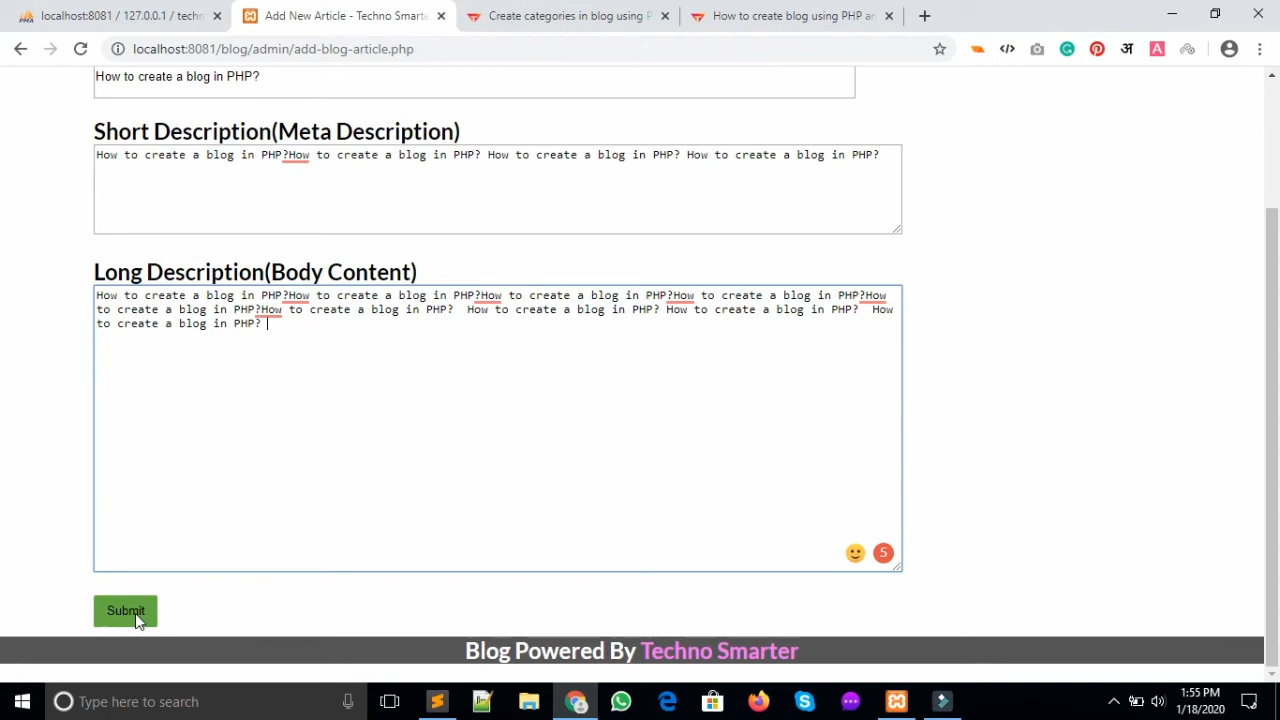 localhost:8081 / 127.0.0.1 / techn
Add New Article - Techno Smarte
Create categories in blog using P
How to create blog using PHP an
localhost:8081/blog/admin/add-blog-article.php
How to create a blog in PHP?
Short Description(Meta Description)
How to create a blog in PHP?How to create a blog in PHP? How to create a blog in PHP? How to create a blog in PHP?
Long Description(Body Content)
How to create a blog in PHP?How to create a blog in PHP?How to create a blog in PHP?How to create a blog in PHP?How
to create a blog in PHP?How to create a blog in PHP?  How to create a blog in PHP? How to create a blog in PHP?  How
to create a blog in PHP?
5
Submit
Blog Powered By Techno Smarter
Type here to search
1:55 PM
1/18/2020